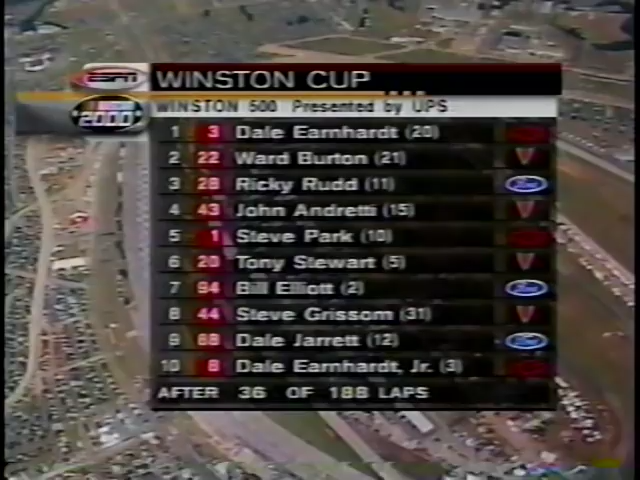 ESPN WINSTON CUP
2000 WINSTON 500 Presented by UPS
1 3 Dale Earnhardt (20)
2 22 Ward Burton (21)
3 28 Ricky Rudd (11) Ford
4 43 John Andretti (15)
5 1 Steve Park (10)
6 20 Tony Stewart (5)
7 94 Bill Elliott (2) Ford
8 44 Steve Grissom (31)
9 88 Dale Jarrett (12) Ford
10 8 Dale Earnhardt, Jr. (3)
AFTER 36 OF 188 LAPS